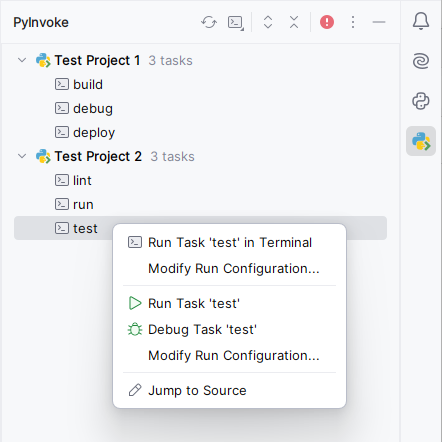 PyInvoke
Test Project 1 3 tasks
build
debug
deploy
Test Project 2 3 tasks
lint
run
test
Run Task 'test' in Terminal
Modify Run Configuration...
Run Task 'test'
Debug Task 'test'
Modify Run Configuration...
Jump to Source